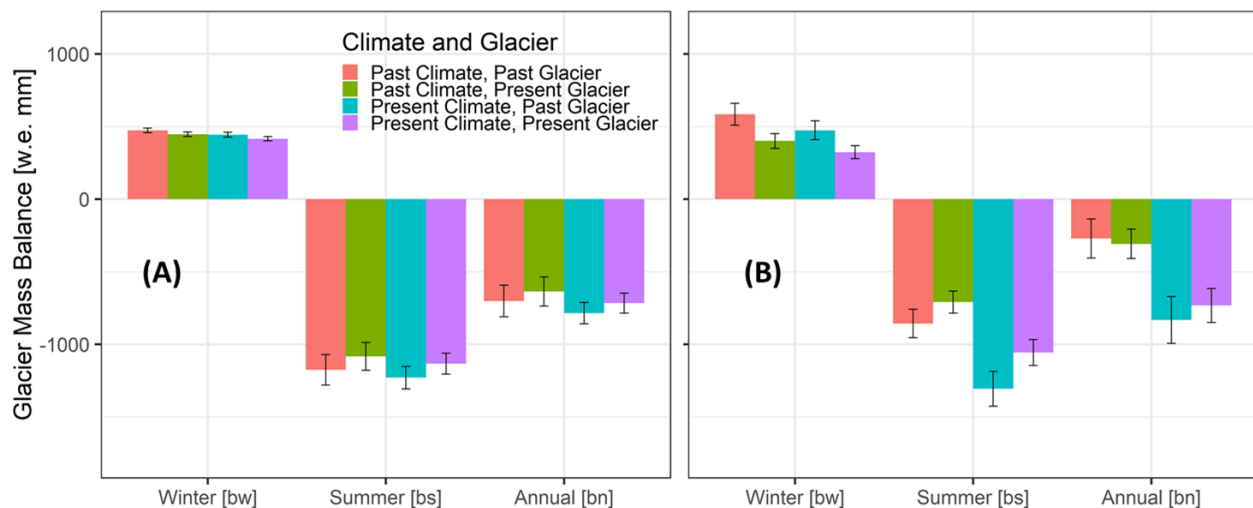 Glacier Mass Balance [w.e. mm]
1000
0
-1000
Climate and Glacier
Past Climate, Past Glacier
Past Climate, Present Glacier
Present Climate, Past Glacier
Present Climate, Present Glacier
(A)
Winter [bw]
Summer [bs]
Annual [bn]
(B)
Winter [bw]
Summer [bs]
Annual [bn]